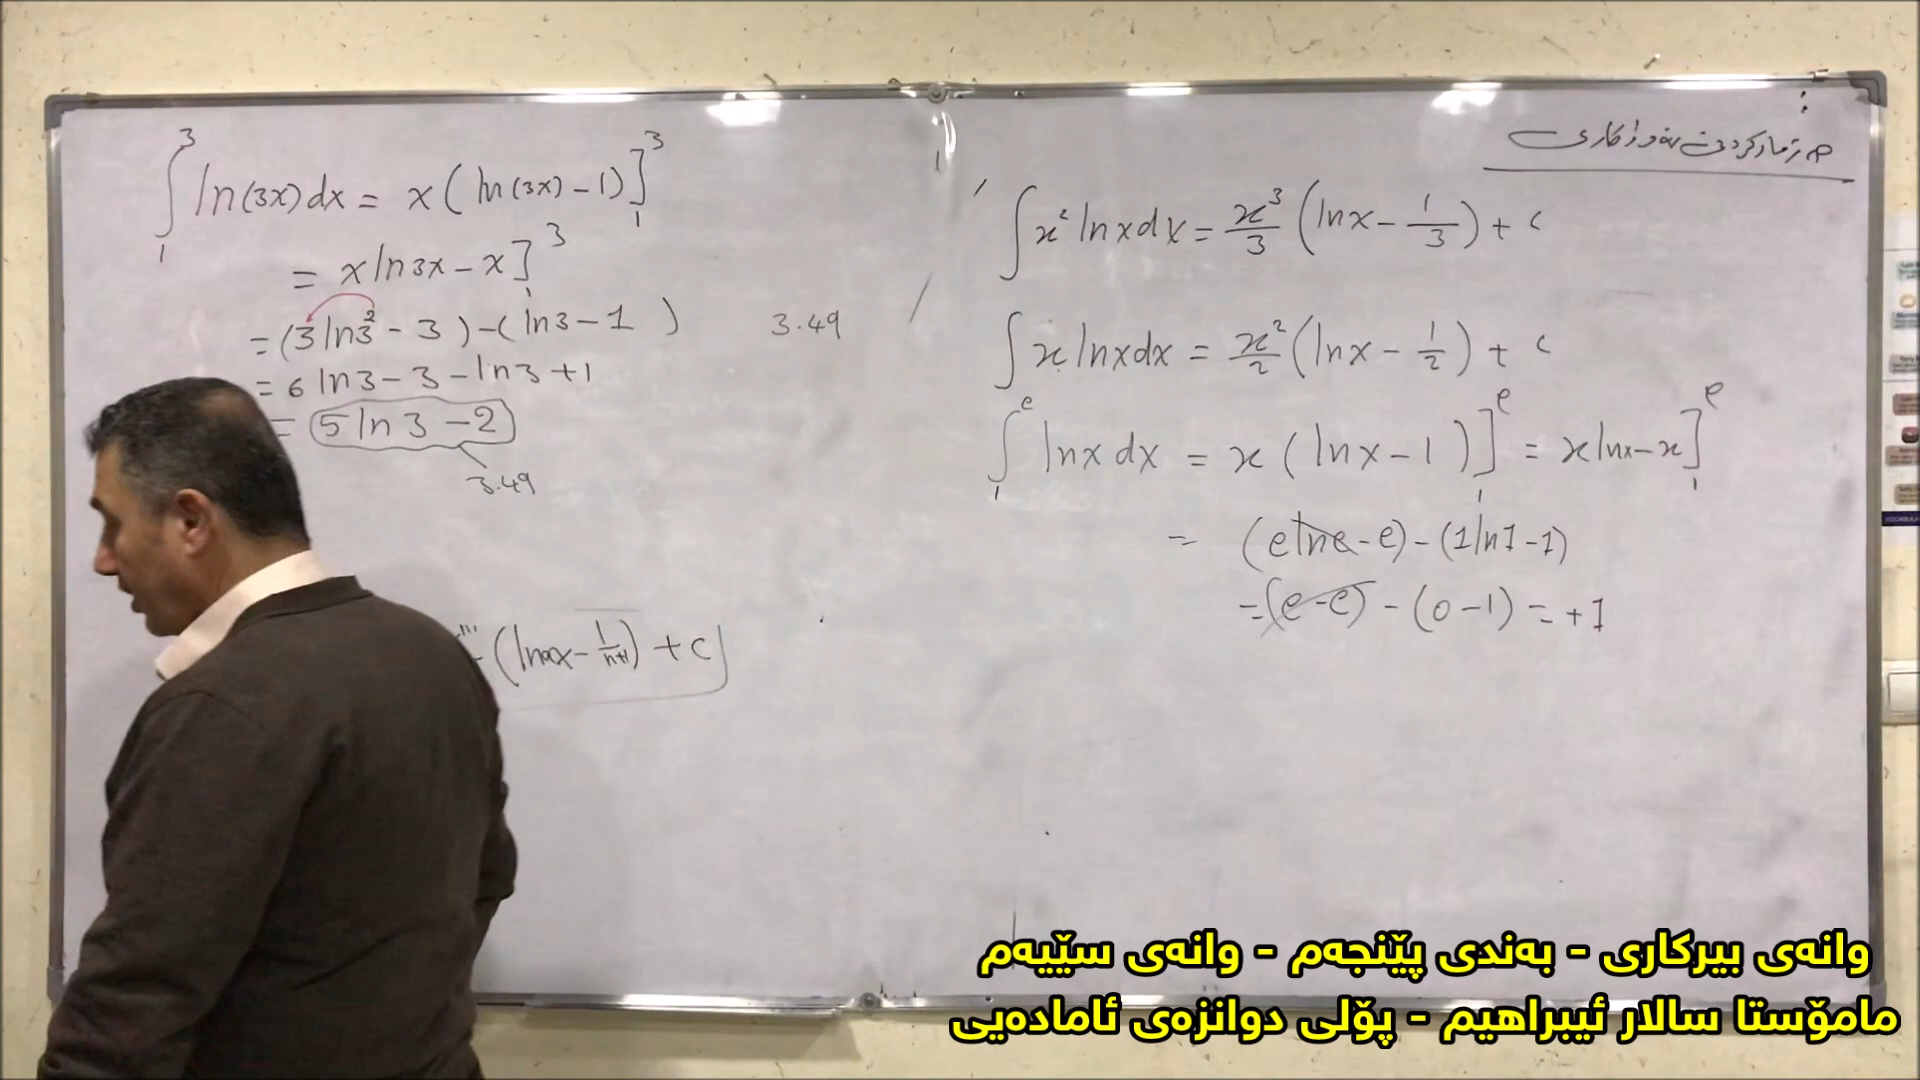 ∫₁³ ln(3x) dx = x (ln(3x) - 1)]₁³
= x ln3x - x]₁³
= (3 ln3² - 3) - (ln3 - 1)
3.49
= 6 ln3 - 3 - ln3 + 1
= 5 ln 3 - 2
3.49
(lnax - 1/(n+1)) + c
∫ x² lnx dx = x³/3 (lnx - 1/3) + c
∫ x lnx dx = x²/2 (lnx - 1/2) + c
∫₁ᵉ lnx dx = x (lnx - 1)]₁ᵉ = x lnx - x]₁ᵉ
= (e lne - e) - (1 ln1 - 1)
= (e - e) - (0 - 1) = +1
وانەی بیرکاری - بەندی پێنجەم - وانەی سێیەم
مامۆستا سالار ئیبراهیم - پۆلی دوانزەی ئامادەیی